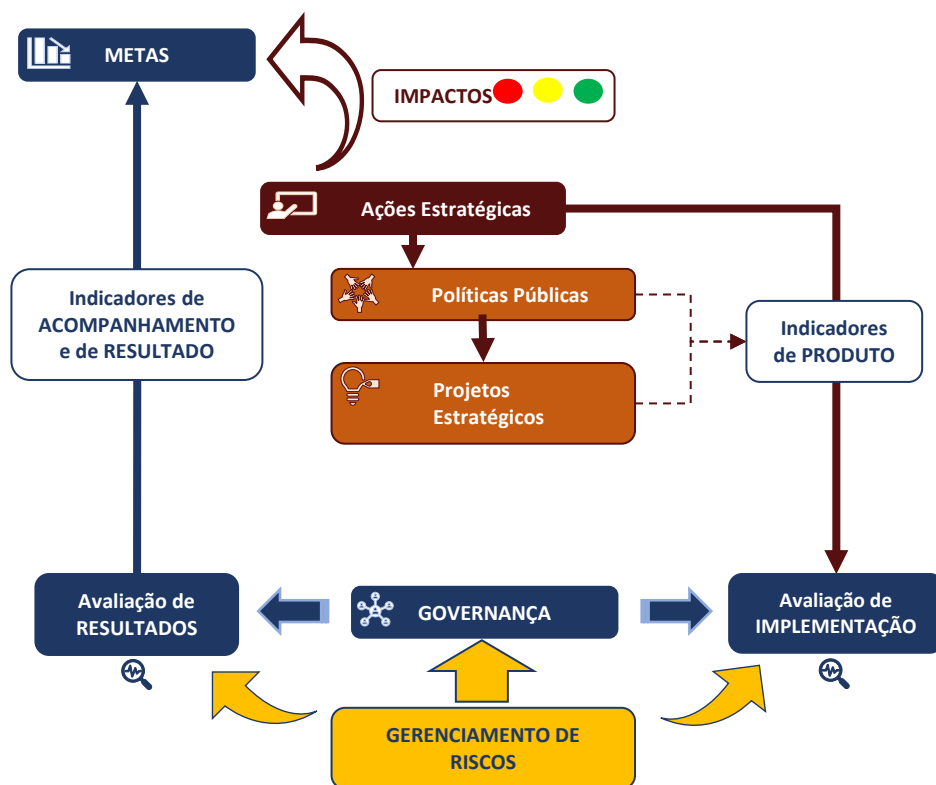 METAS
IMPACTOS
Ações Estratégicas
Políticas Públicas
Indicadores de
ACOMPANHAMENTO
e de RESULTADO
Indicadores
de PRODUTO
Projetos
Estratégicos
Avaliação de
RESULTADOS
GOVERNANÇA
Avaliação de
IMPLEMENTAÇÃO
GERENCIAMENTO DE
RISCOS